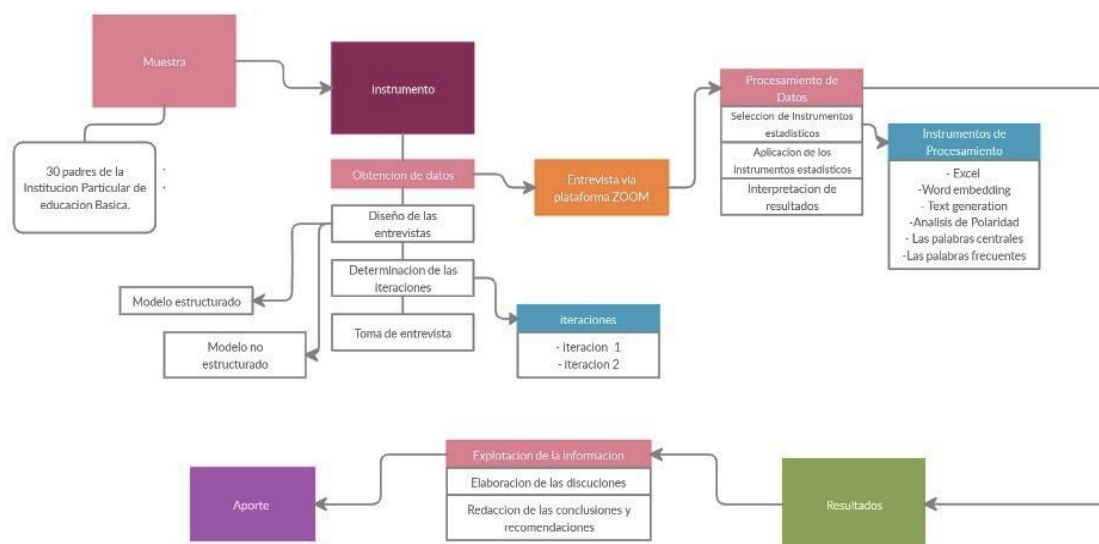 Muestra
30 padres de la
Institucion Particular de
educacion Basica.
Instrumento
Obtencion de datos
Diseño de las
entrevistas
Determinacion de las
iteraciones
Toma de entrevista
Modelo estructurado
Modelo no
estructurado
iteraciones
- iteracion 1
- iteracion 2
Entrevista via
plataforma ZOOM
Procesamiento de
Datos
Seleccion de Instrumentos
estadisticos
Aplicacion de los
Instrumentos estadisticos
Interpretacion de
resultados
Instrumentos de
Procesamiento
- Excel
-Word embedding
- Text generation
-Analisis de Polaridad
- Las palabras centrales
-Las palabras frecuentes
Resultados
Explotacion de la informacion
Elaboracion de las discuciones
Redaccion de las conclusiones y
recomendaciones
Aporte